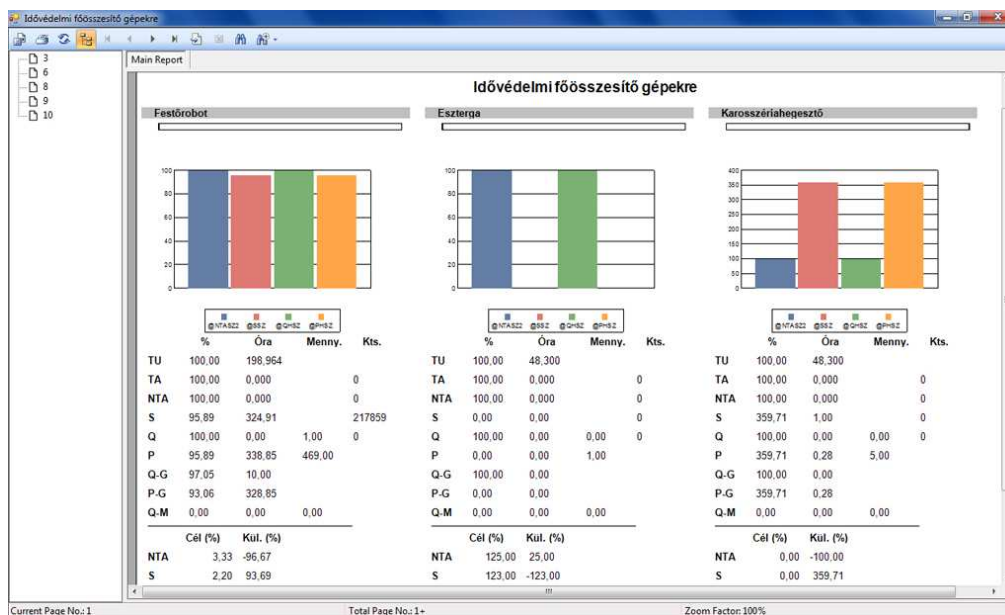 Idővédelmi főösszesítő gépekre
3
6
8
9
10
Main Report
Idővédelmi főösszesítő gépekre
Festőrobot Eszterga Karosszériahegesztő
100 80 60 40 20 0
100 80 60 40 20 0
400 350 300 250 200 150 100 50 0
@NTASZ2 @SSZ @QHSZ @PHSZ
@NTASZ2 @SSZ @QHSZ @PHSZ
@NTASZ2 @SSZ @QHSZ @PHSZ
% Óra Menny. Kts.
TU 100,00 198,964
TA 100,00 0,000 0
NTA 100,00 0,000 0
S 95,89 324,91 217859
Q 100,00 0,00 1,00 0
P 95,89 338,85 469,00
Q-G 97,05 10,00
P-G 93,06 328,85
Q-M 0,00 0,00 0,00
Cél (%) Kül. (%)
NTA 3,33 -96,67
S 2,20 93,69
% Óra Menny. Kts.
TU 100,00 48,300
TA 100,00 0,000 0
NTA 100,00 0,000 0
S 0,00 0,00 0
Q 100,00 0,00 0,00 0
P 0,00 0,00 1,00
Q-G 100,00 0,00
P-G 0,00 0,00
Q-M 0,00 0,00 0,00
Cél (%) Kül. (%)
NTA 125,00 25,00
S 123,00 -123,00
% Óra Menny. Kts.
TU 100,00 48,300
TA 100,00 0,000 0
NTA 100,00 0,000 0
S 359,71 1,00 0
Q 100,00 0,00 0,00 0
P 359,71 0,28 5,00
Q-G 100,00 0,00
P-G 359,71 0,28
Q-M 0,00 0,00 0,00
Cél (%) Kül. (%)
NTA 0,00 -100,00
S 0,00 359,71
Current Page No.: 1 Total Page No.: 1+ Zoom Factor: 100%